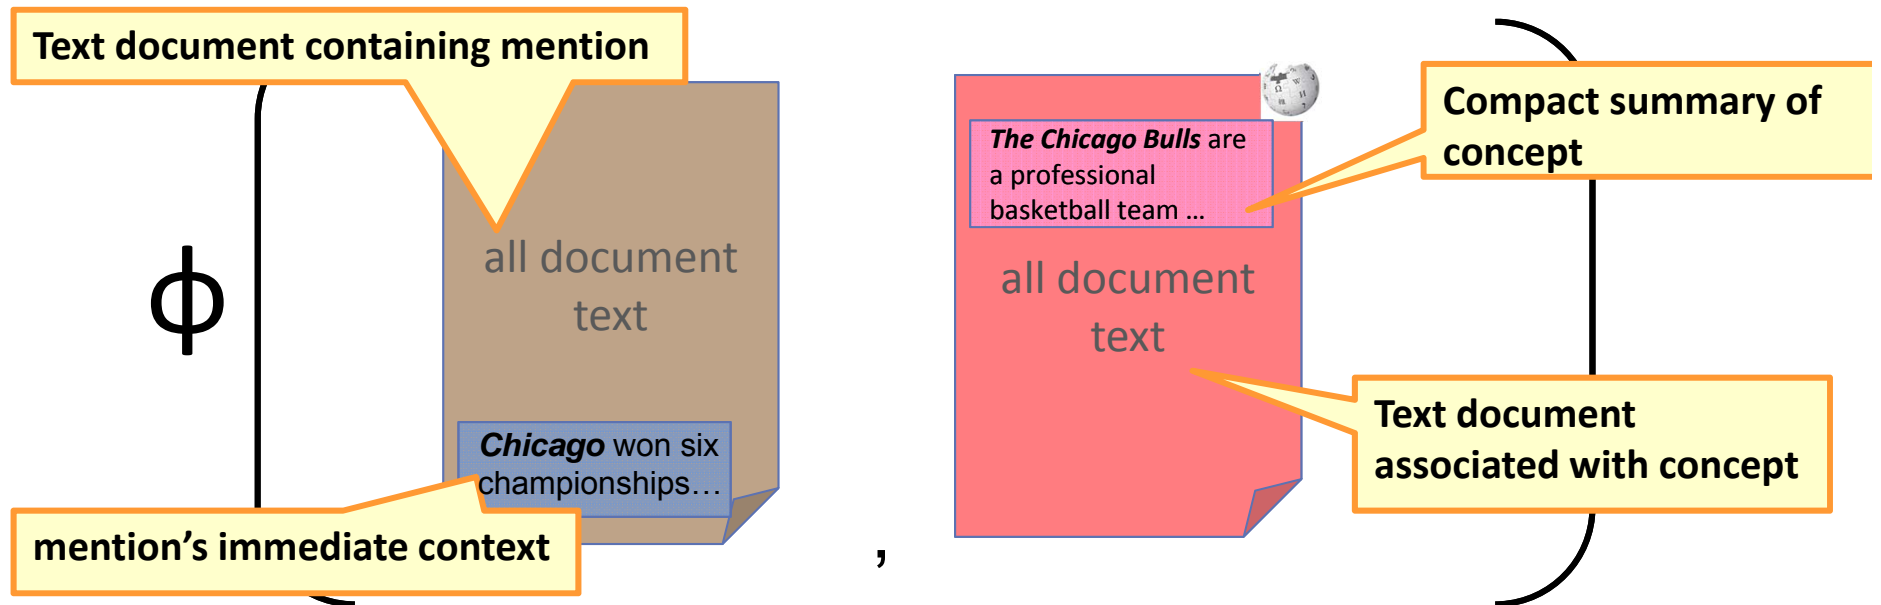 Text document containing mention
ϕ
all document
text
Chicago won six
championships…
mention’s immediate context
,
The Chicago Bulls are
a professional
basketball team ...
all document
text
Compact summary of
concept
Text document
associated with concept